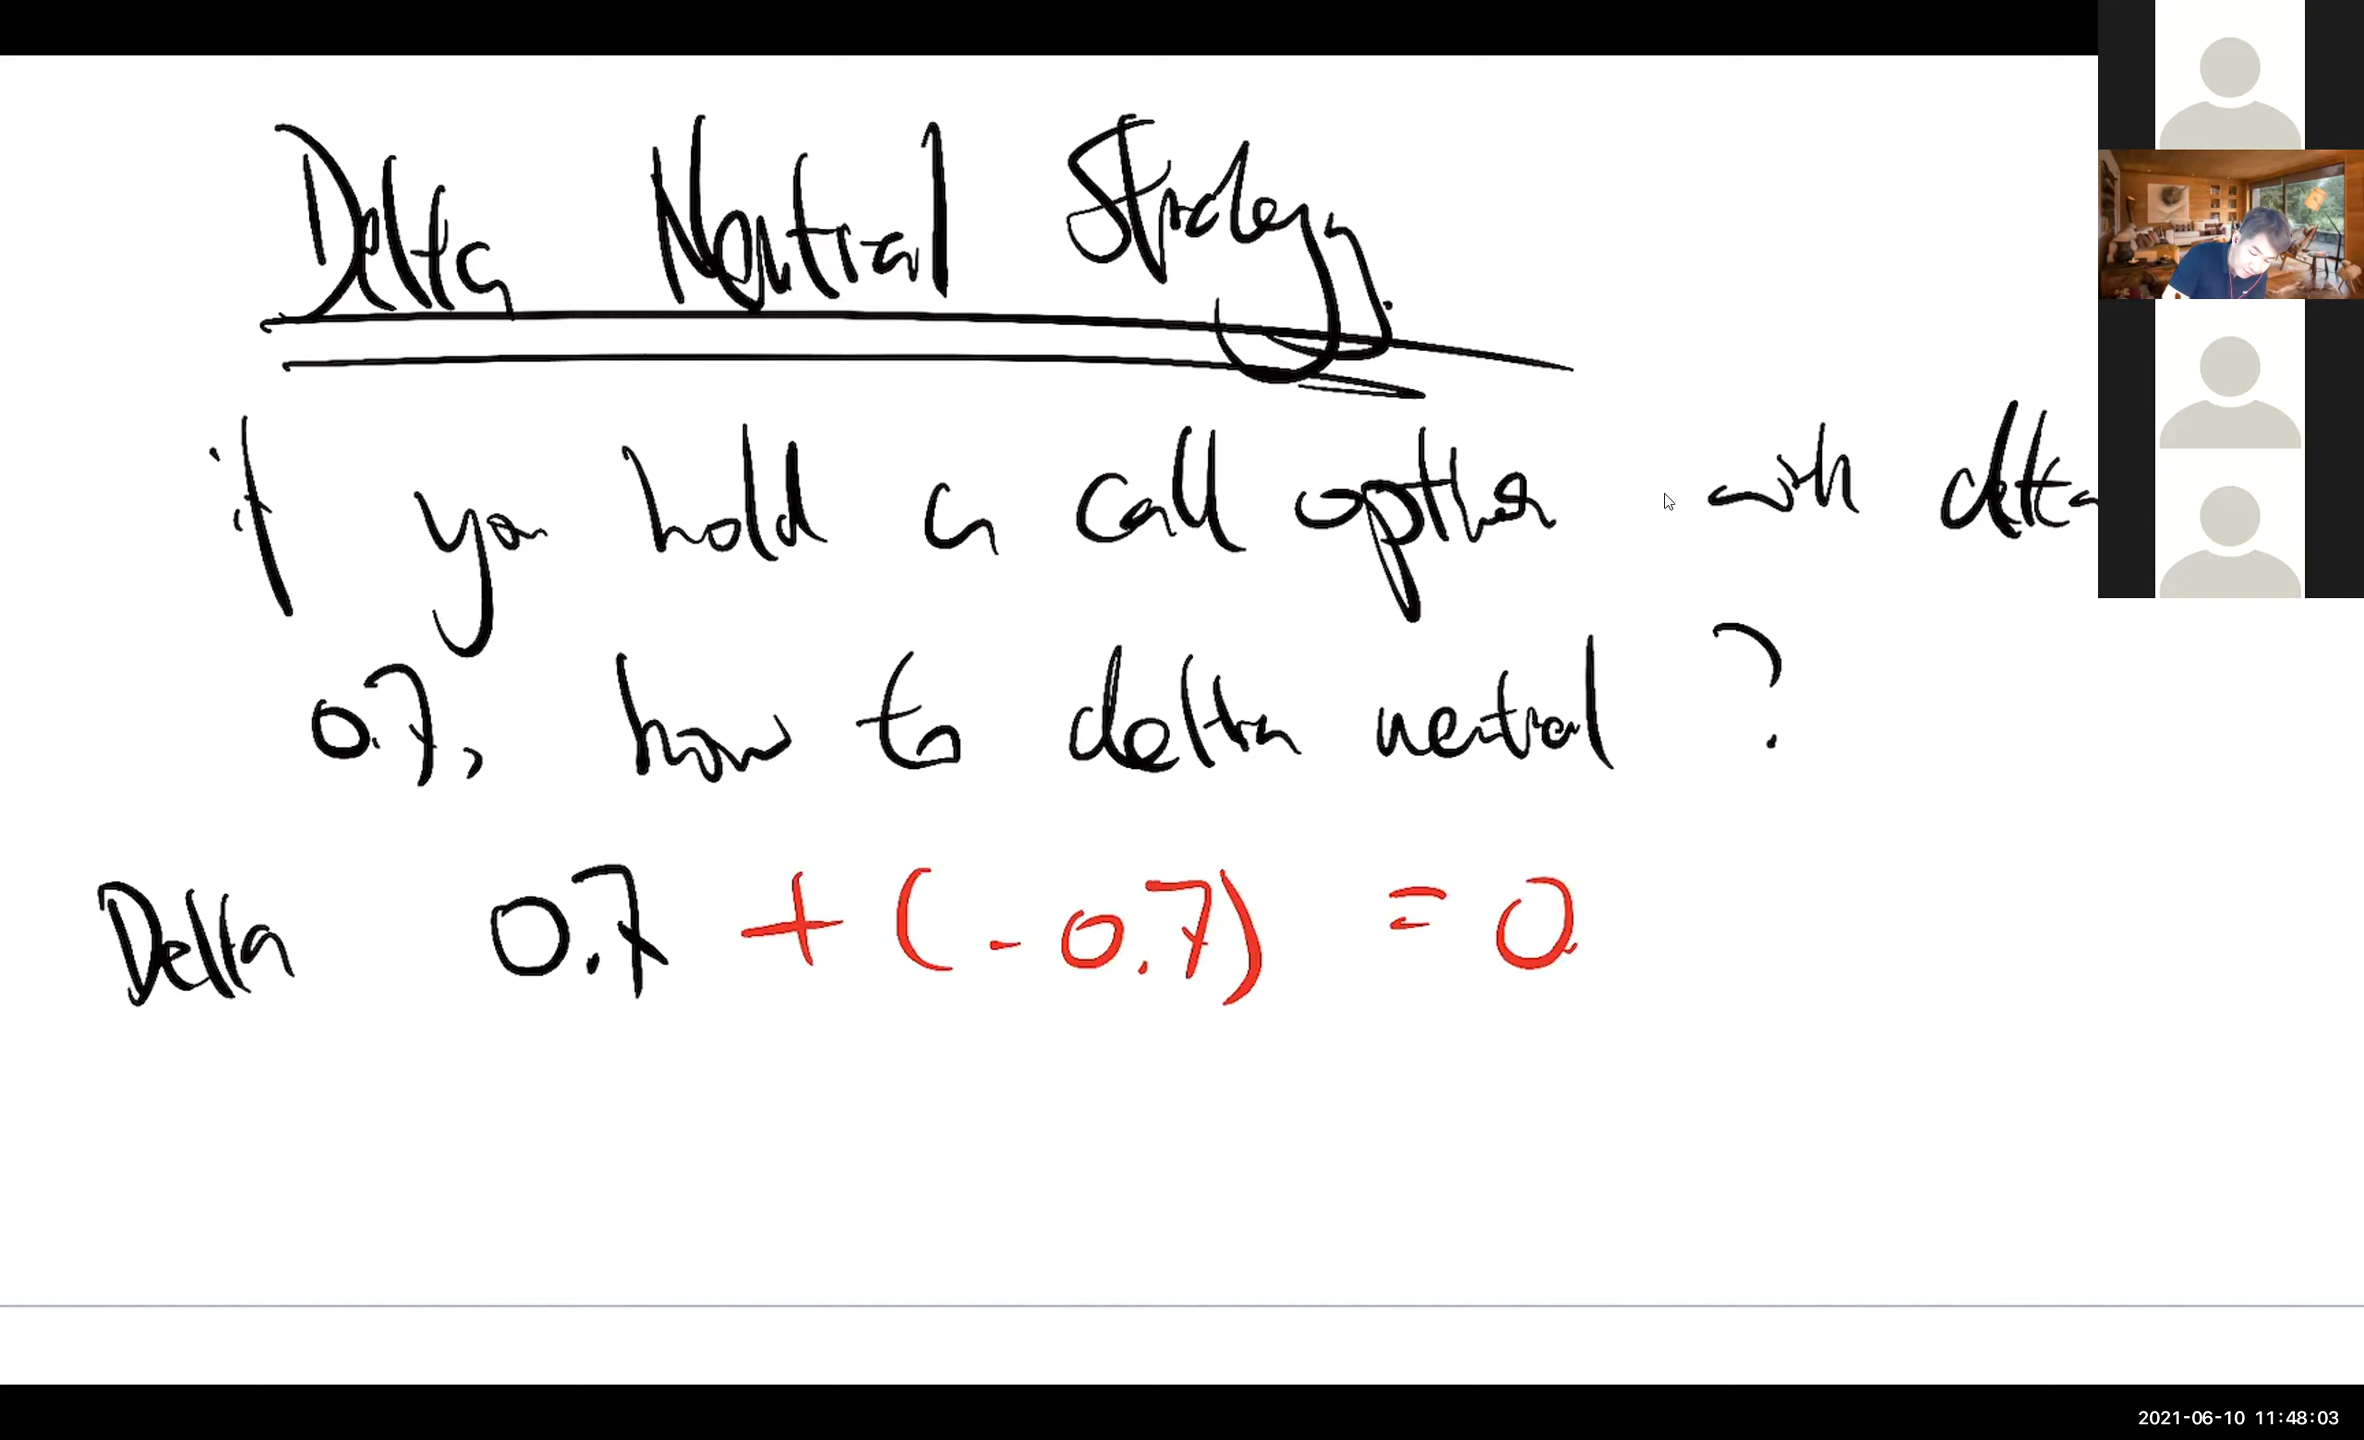 Delta Neutral Strategy.
if you hold a call option with delta
0.7, how to delta neutral ?
Delta 0.7 + (-0.7) = 0
2021-06-10 11:48:03